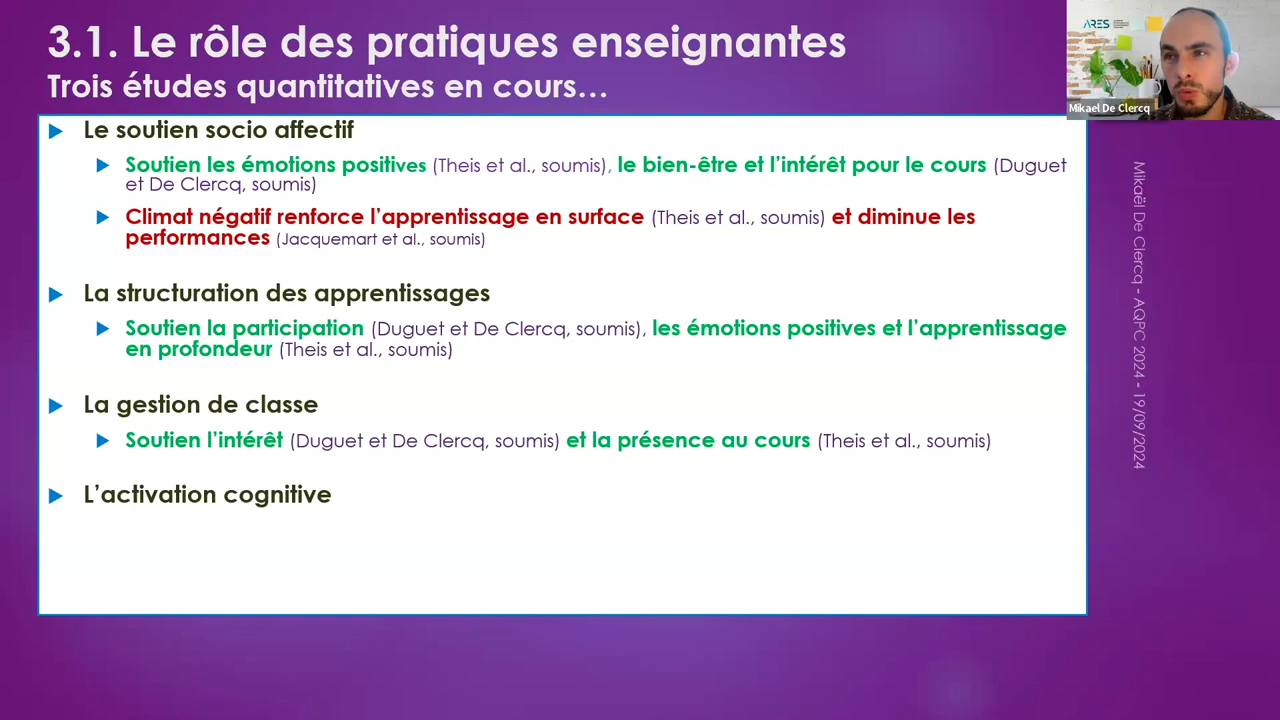 3.1. Le rôle des pratiques enseignantes
Trois études quantitatives en cours…
ARES
Mikael De Clercq
Le soutien socio affectif
Soutien les émotions positives (Theis et al., soumis), le bien-être et l’intérêt pour le cours (Duguet
et De Clercq, soumis)
Climat négatif renforce l’apprentissage en surface (Theis et al., soumis) et diminue les
performances (Jacquemart et al., soumis)
La structuration des apprentissages
Soutien la participation (Duguet et De Clercq, soumis), les émotions positives et l’apprentissage
en profondeur (Theis et al., soumis)
La gestion de classe
Soutien l’intérêt (Duguet et De Clercq, soumis) et la présence au cours (Theis et al., soumis)
L’activation cognitive
Mikaël De Clercq - AQPC 2024 - 19/09/2024